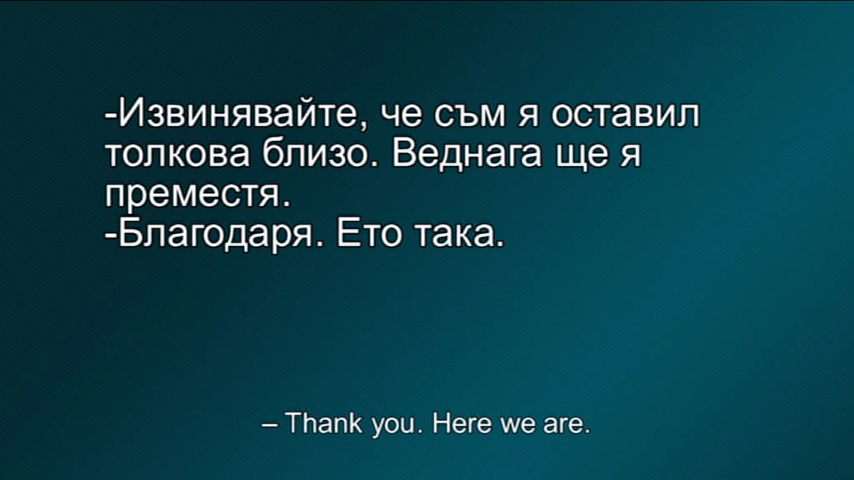 -Извинявайте, че съм я оставил
толкова близо. Веднага ще я
преместя.
-Благодаря. Ето така.
– Thank you. Here we are.